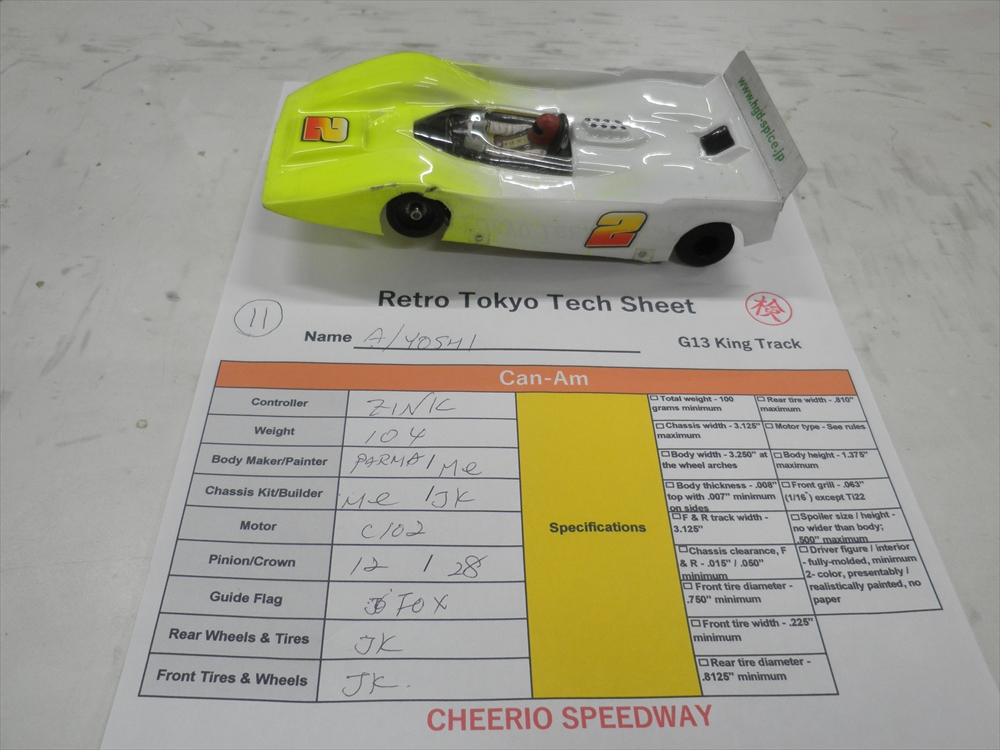 2
2
www.hgd-spice.jp
Retro Tokyo Tech Sheet
検
11
Name A/YOSHI
G13 King Track
Can-Am
Controller ZINIC
Weight 104
Body Maker/Painter PARMA/Me
Chassis Kit/Builder Me /JK
Motor C102
Pinion/Crown 12 / 28
Guide Flag FOX
Rear Wheels & Tires JK
Front Tires & Wheels JK.
Specifications
Total weight - 100
grams minimum
Chassis width - 3.125"
maximum
Body width - 3.250" at
the wheel arches
Body thickness - .008"
top with .007" minimum
on sides
F & R track width -
3.125"
Chassis clearance, F
& R - .015" / .050"
minimum
Front tire diameter -
.750" minimum
Front tire width - .225"
minimum
Rear tire diameter -
.8125" minimum
Rear tire width - .810"
maximum
Motor type - See rules
Body height - 1.375"
maximum
Front grill - .063"
(1/16") except Ti22
Spoiler size / height -
no wider than body;
.500" maximum
Driver figure / interior
- fully-molded, minimum
2- color, presentably /
realistically painted, no
paper
CHEERIO SPEEDWAY